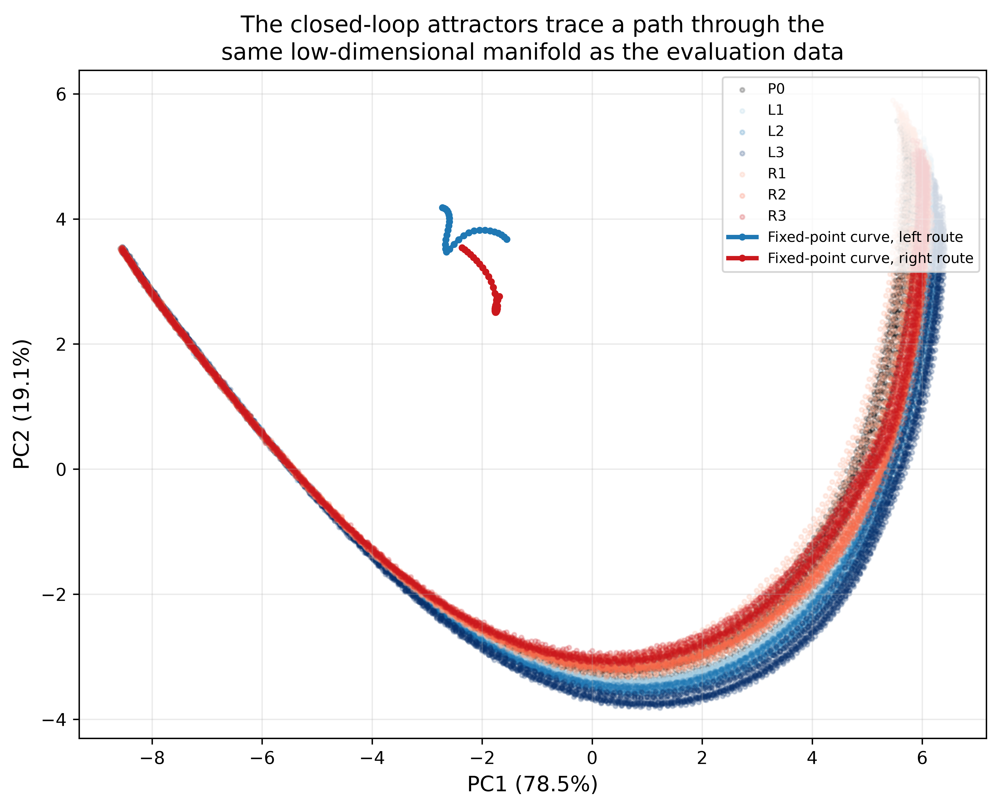 The closed-loop attractors trace a path through the
same low-dimensional manifold as the evaluation data
P0
L1
L2
L3
R1
R2
R3
Fixed-point curve, left route
Fixed-point curve, right route
PC2 (19.1%)
6
4
2
0
−2
−4
−8
−6
−4
−2
0
2
4
6
PC1 (78.5%)